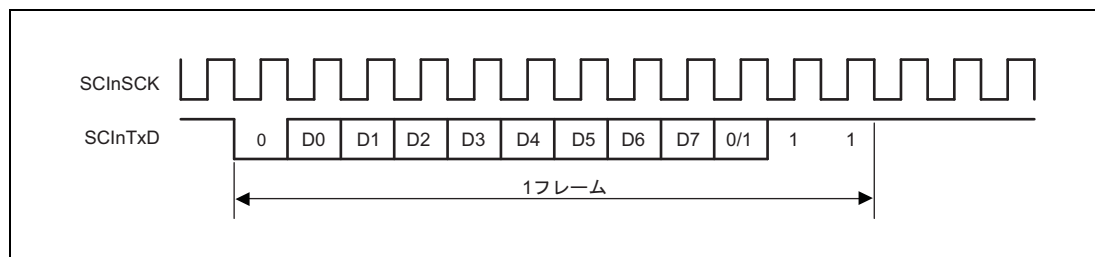 SCInSCK
SCInTxD
0 D0 D1 D2 D3 D4 D5 D6 D7 0/1 1 1
1フレーム